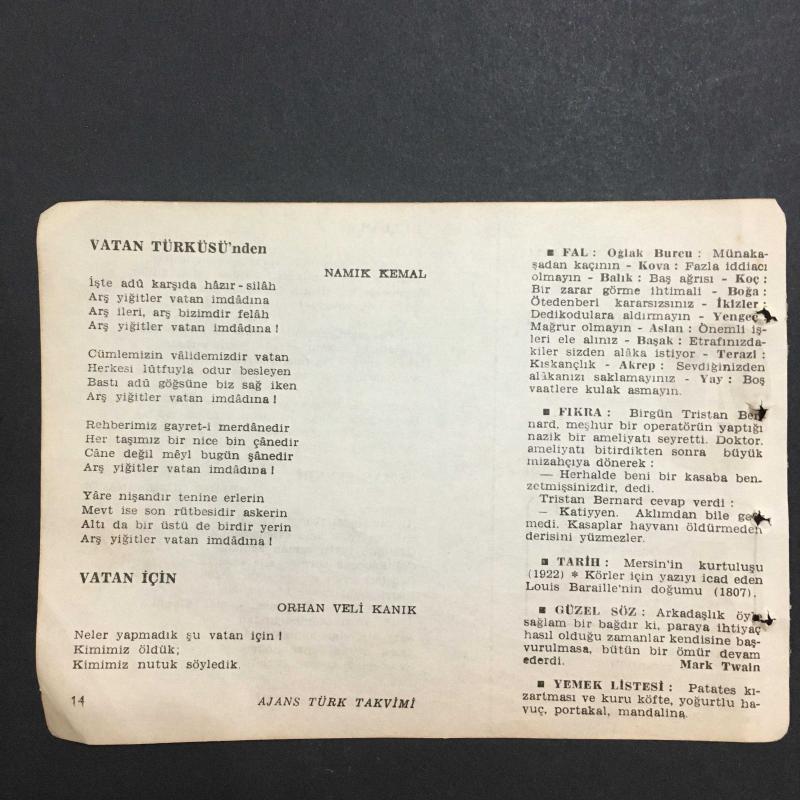 VATAN TÜRKÜSÜ'nden
NAMIK KEMAL
İşte adû karşıda hâzır-silâh
Arş yiğitler vatan imdâdına
Arş ileri, arş bizimdir felâh
Arş yiğitler vatan imdâdına!
Cümlemizin vâlidemizdir vatan
Herkesi lûtfuyla odur besleyen
Bastı adû göğsüne biz sağ iken
Arş yiğitler vatan imdâdına!
Rehberimiz gayret-i merdânedir
Her taşımız bir nice bin çânedir
Câne değil mêyl bugün şânedir
Arş yiğitler vatan imdâdına!
Yâre nişandır tenine erlerin
Mevt ise son rütbesidir askerin
Altı da bir üstü de birdir yerin
Arş yiğitler vatan imdâdına!
VATAN İÇİN
ORHAN VELİ KANIK
Neler yapmadık şu vatan için!
Kimimiz öldük;
Kimimiz nutuk söyledik.
14
AJANS TÜRK TAKVİMİ
■ FAL: Oğlak Burcu: Münaka-
şadan kaçının - Kova: Fazla iddiacı
olmayın - Balık: Baş ağrısı - Koç:
Bir zarar görme ihtimali - Boğa:
Ötedenberi kararsızsınız - İkizler:
Dedikodulara aldırmayın - Yengeç
Mağrur olmayın - Aslan: Önemli iş-
leri ele alınız - Başak: Etrafınızda-
kiler sizden alâka istiyor - Terazi:
Kıskançlık - Akrep: Sevdiğinizden
alâkanızı saklamayınız - Yay: Boş
vaatlere kulak asmayın.
■ FIKRA: Birgün Tristan Ber
nard, meşhur bir operatörün yaptığı
nazik bir ameliyatı seyretti. Doktor.
ameliyatı bitirdikten sonra büyük
mizahçıya dönerek:
— Herhalde beni bir kasaba ben-
zetmişsinizdir, dedi.
Tristan Bernard cevap verdi:
— Katiyyen. Aklımdan bile geç
medi. Kasaplar hayvanı öldürmeden
derisini yüzmezler.
■ TARİH: Mersin'in kurtuluşu
(1922) * Körler için yazıyı icad eden
Louis Baraille'nin doğumu (1807).
■ GÜZEL SÖZ: Arkadaşlık öyle
sağlam bir bağdır ki, paraya ihtiyaç
hasıl olduğu zamanlar kendisine baş-
vurulmasa, bütün bir ömür devam
ederdi. Mark Twain
■ YEMEK LİSTESİ: Patates kı-
zartması ve kuru köfte, yoğurtlu ha-
vuç, portakal, mandalina.